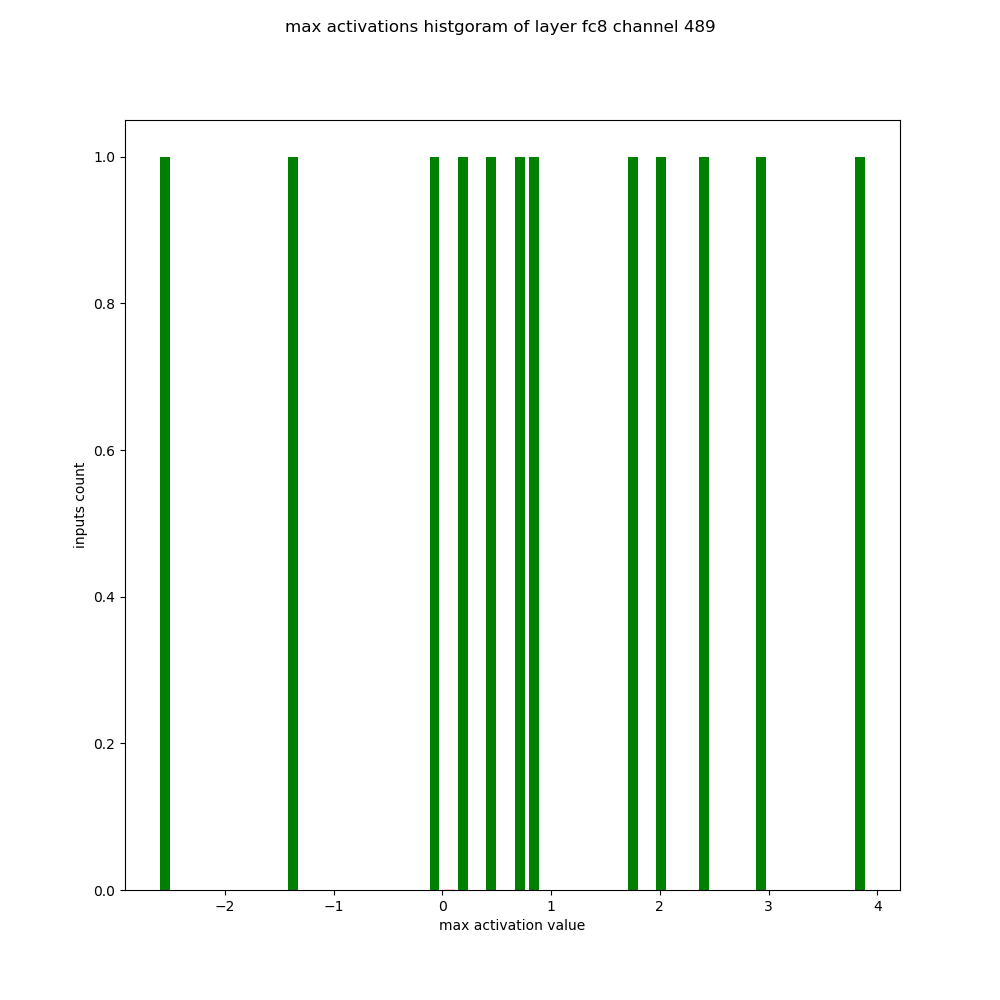 max activations histgoram of layer fc8 channel 489
1.0
0.8
0.6
0.4
0.2
0.0
inputs count
−2 −1 0 1 2 3 4
max activation value